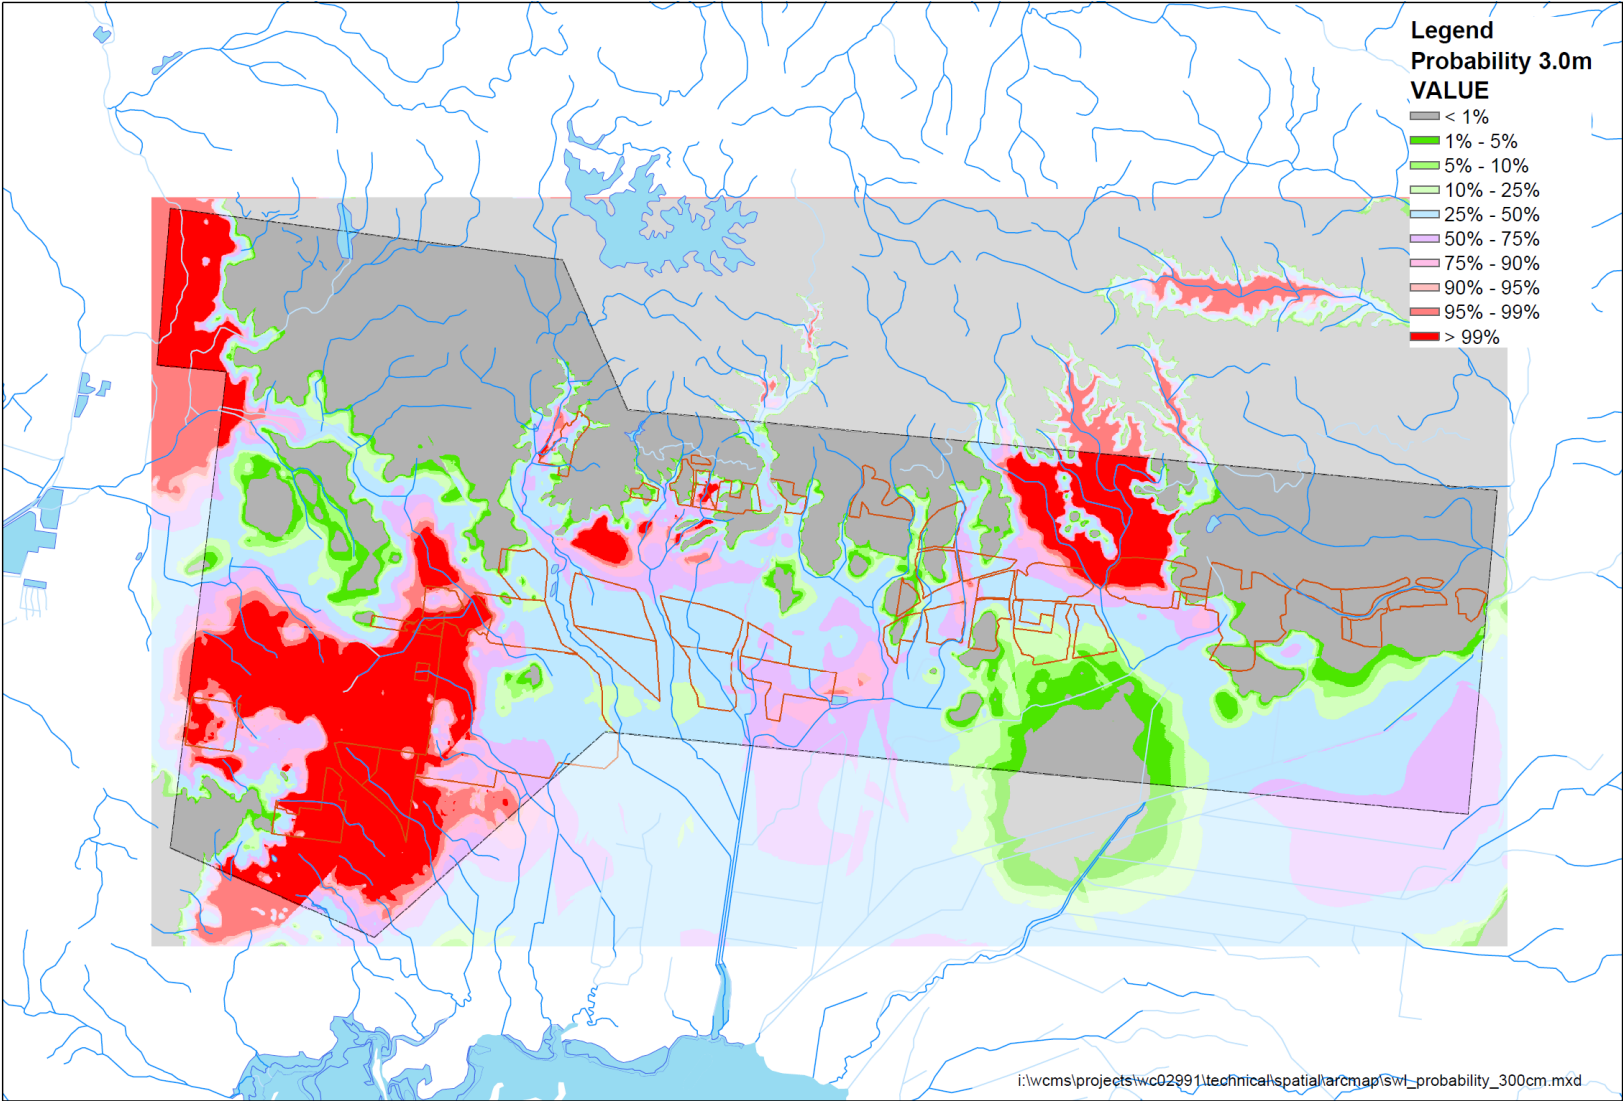 Legend
Probability 3.0m
VALUE
< 1%
1% - 5%
5% - 10%
10% - 25%
25% - 50%
50% - 75%
75% - 90%
90% - 95%
95% - 99%
> 99%
i:\wcms\projects\wc02991\technical\spatial\arcmap\swl_probability_300cm.mxd